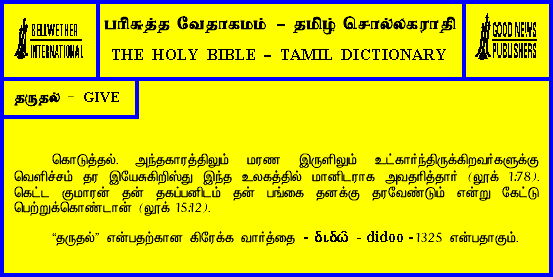 BELLWETHER
INTERNATIONAL
பரிசுத்த வேதாகமம் – தமிழ் சொல்லகராதி
THE HOLY BIBLE – TAMIL DICTIONARY
GOOD NEWS
PUBLISHERS
தருதல் – GIVE
கொடுத்தல். அந்தகாரத்திலும் மரண இருளிலும் உட்கார்ந்திருக்கிறவர்களுக்கு
வெளிச்சம் தர இயேசுகிறிஸ்து இந்த உலகத்தில் மானிடராக அவதரித்தார் (லூக் 1:78).
கெட்ட குமாரன் தன் தகப்பனிடம் தன் பங்கை தனக்கு தரவேண்டும் என்று கேட்டு
பெற்றுக்கொண்டான் (லூக் 15:12).
“தருதல்” என்பதற்கான கிரேக்க வார்த்தை - διδῶ - didoo -1325 என்பதாகும்.